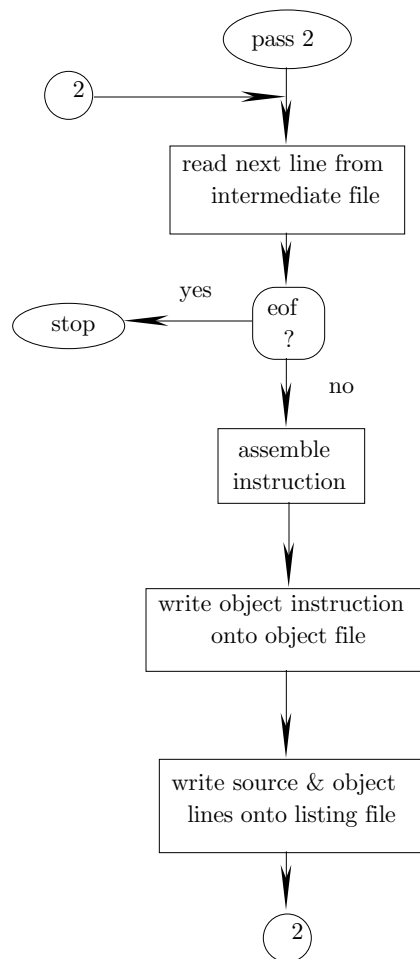 pass 2
2
read next line from
intermediate file
yes
eof
?
stop
no
assemble
instruction
write object instruction
onto object file
write source & object
lines onto listing file
2